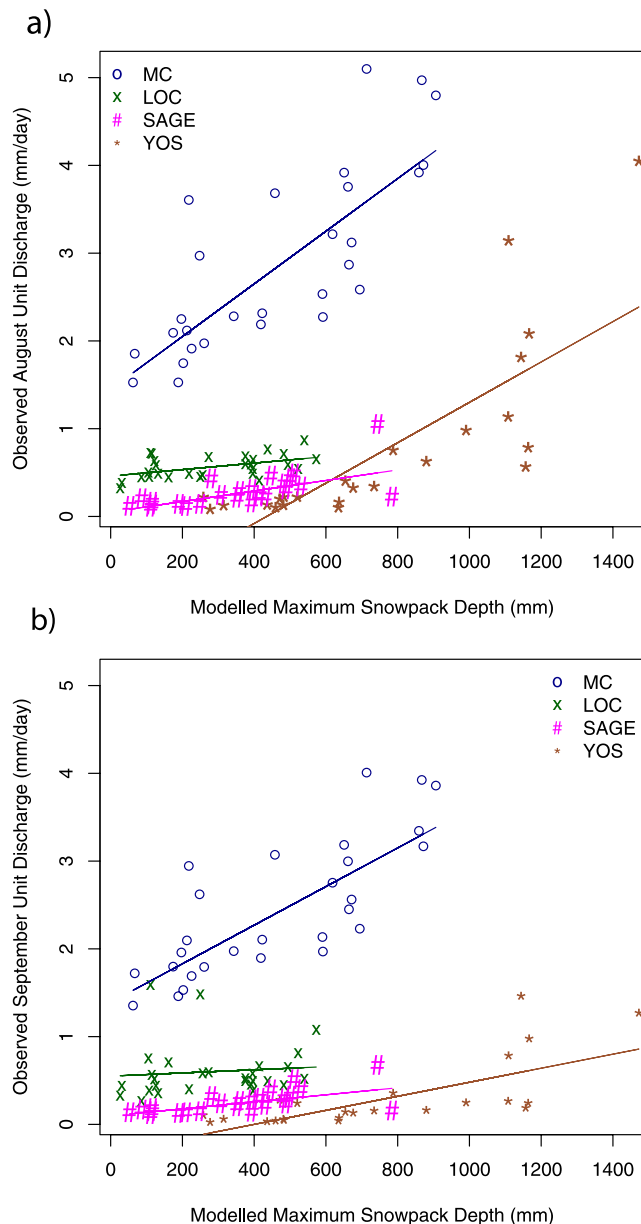 a)
5
4
3
2
1
0
Observed August Unit Discharge (mm/day)
o MC
x LOC
# SAGE
* YOS
0 200 400 600 800 1000 1200 1400
Modelled Maximum Snowpack Depth (mm)
b)
5
4
3
2
1
0
Observed September Unit Discharge (mm/day)
o MC
x LOC
# SAGE
* YOS
0 200 400 600 800 1000 1200 1400
Modelled Maximum Snowpack Depth (mm)